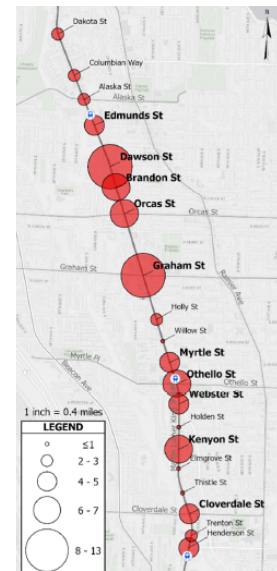 N
Dakota St
Columbian Way
Alaska St
Alaska St
Edmunds St
Dawson St
Brandon St
Orcas St
Orcas St
Graham St
Graham St
Holly St
Willow St
Myrtle St
Myrtle Pl
Othello St
Othello St
Webster St
Holden St
Kenyon St
Elmgrove St
Thistle St
Cloverdale St
Cloverdale St
Trenton St
Henderson St
Rainier Ave
Beacon Ave
1 inch = 0.4 miles
LEGEND
≤1
2 - 3
4 - 5
6 - 7
8 - 13